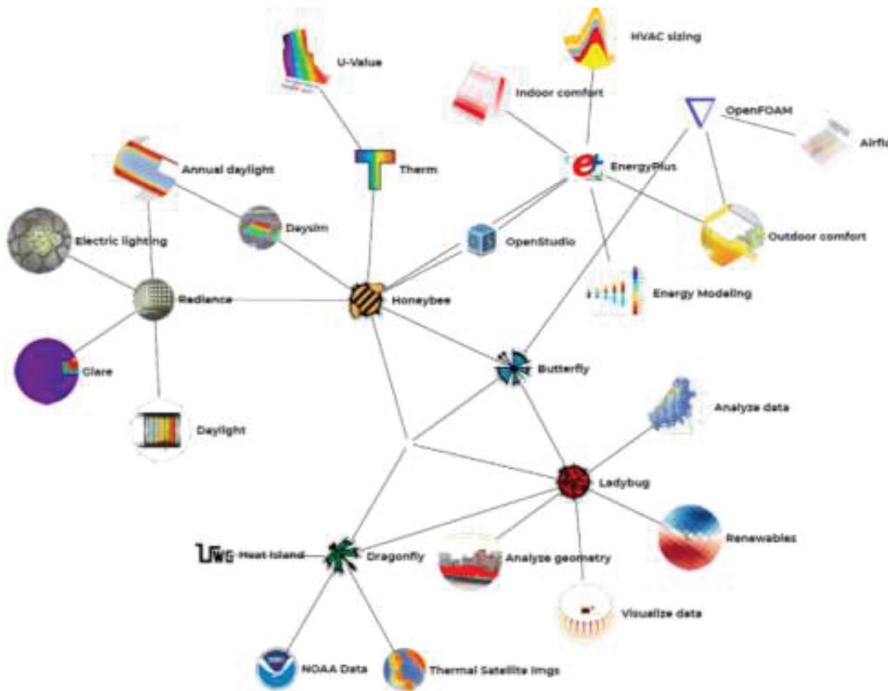 HVAC sizing
U-Value
Indoor comfort
OpenFOAM
Annual daylight
Therm
EnergyPlus
Electric lighting
Daysim
OpenStudio
Outdoor comfort
Radiance
Honeybee
Energy Modeling
Glare
Butterfly
Analyze data
Daylight
Ladybug
UWG
Heat Island
Dragonfly
Analyze geometry
Renewables
Visualize data
NOAA Data
Thermal Satellite Imgs